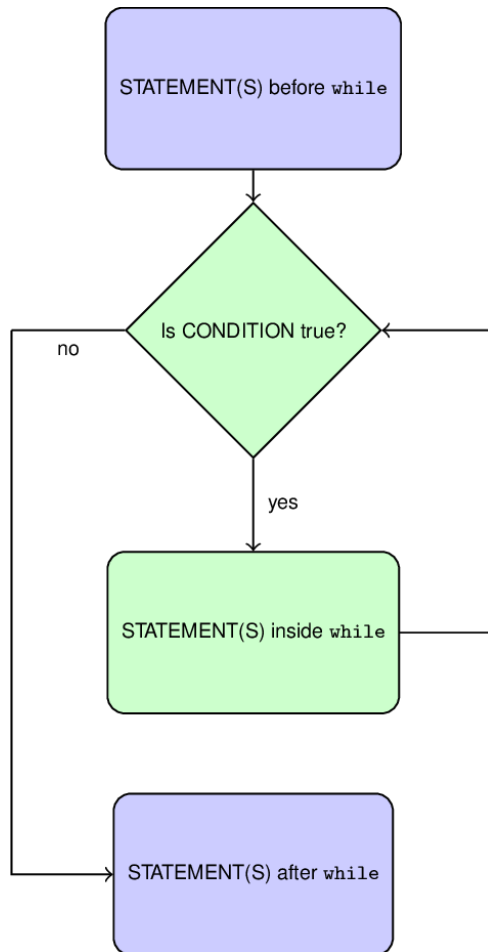 STATEMENT(S) before while
Is CONDITION true?
no
yes
STATEMENT(S) inside while
STATEMENT(S) after while